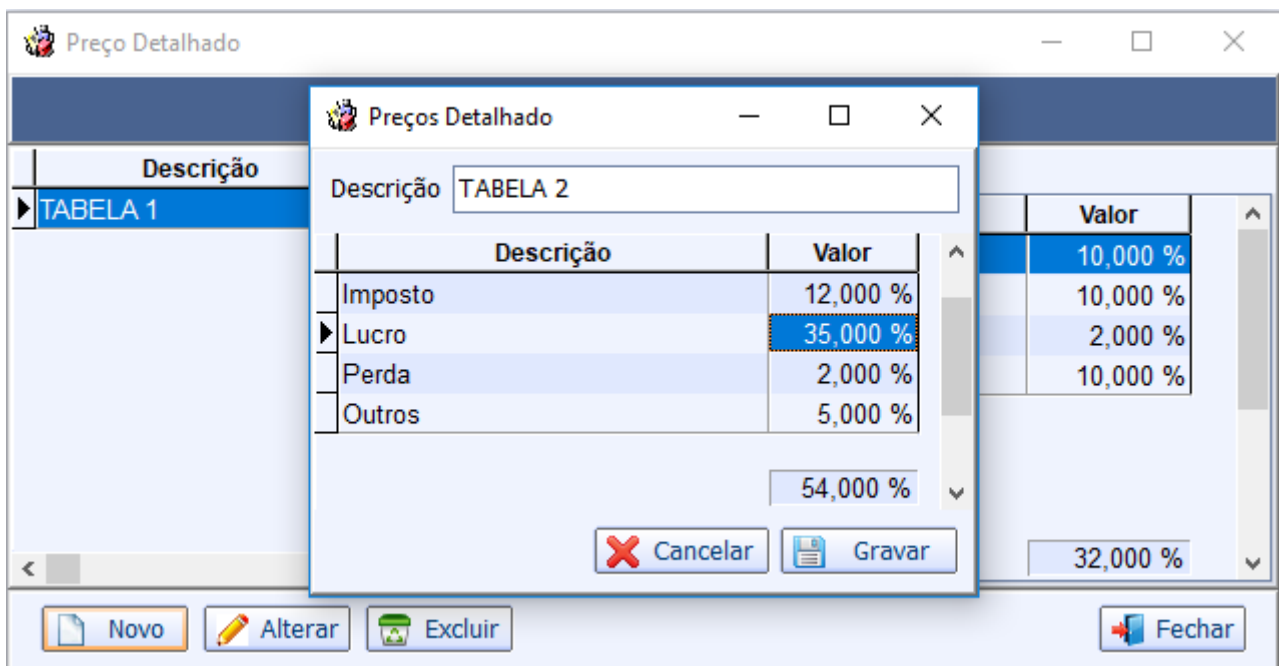 Preço Detalhado
Preços Detalhado
Descrição TABELA 2
Descrição Valor
Imposto 12,000 %
Lucro 35,000 %
Perda 2,000 %
Outros 5,000 %
54,000 %
Cancelar Gravar
Descrição
TABELA 1
Valor
10,000 %
10,000 %
2,000 %
10,000 %
32,000 %
Novo Alterar Excluir Fechar